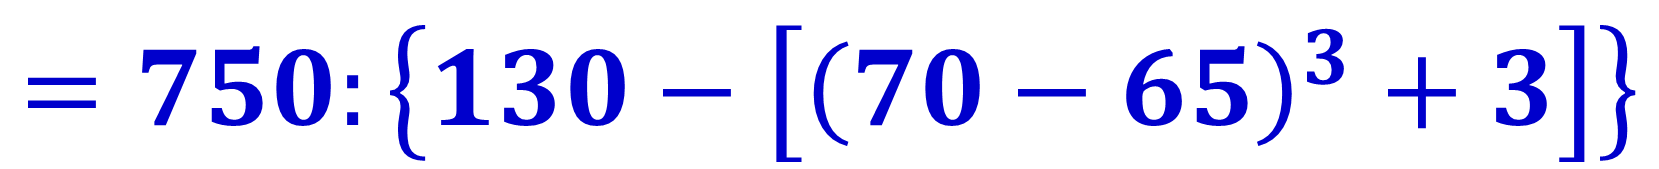 = 750:{130 − [(70 − 65)³ + 3]}